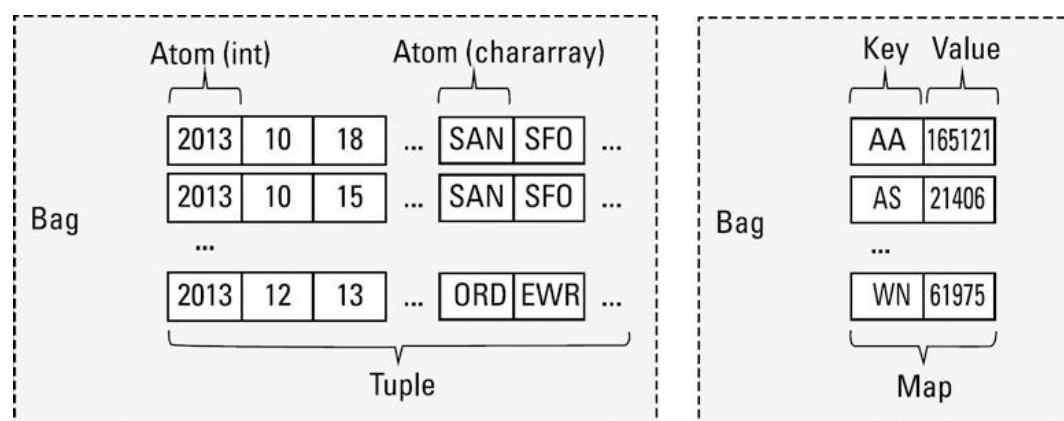 Atom (int) Atom (chararray)
2013 10 18 ... SAN SFO ...
2013 10 15 ... SAN SFO ...
Bag
...
2013 12 13 ... ORD EWR ...
Tuple
Key Value
AA 165121
AS 21406
Bag
...
WN 61975
Map